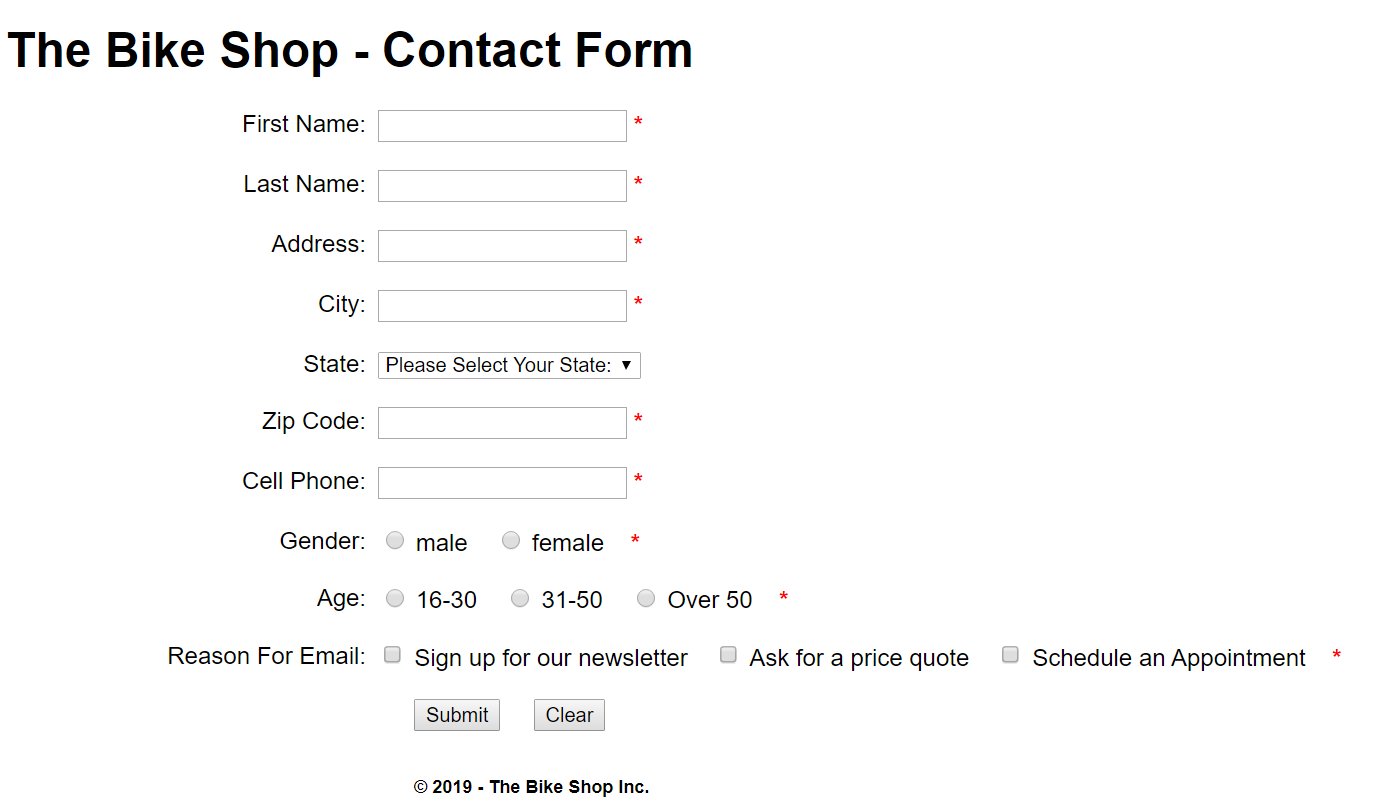 The Bike Shop - Contact Form
First Name: *
Last Name: *
Address: *
City: *
State: Please Select Your State: ▼
Zip Code: *
Cell Phone: *
Gender: male female *
Age: 16-30 31-50 Over 50 *
Reason For Email: Sign up for our newsletter Ask for a price quote Schedule an Appointment *
Submit Clear
© 2019 - The Bike Shop Inc.